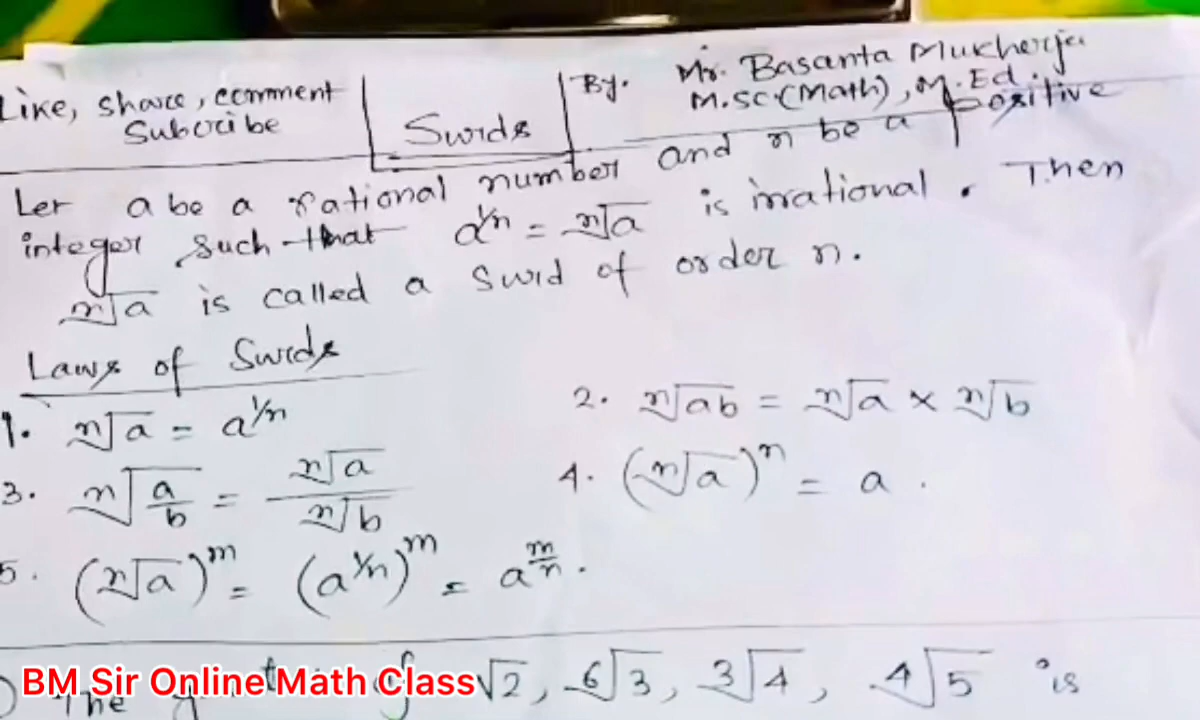 Like, share, comment
Subcribe
Surds
By. Mr. Basanta Mukherjee
M.Sc.(Math), M.Ed.
Let a be a rational number and n be a positive
integer such that a^{1/n} = ⁿ√a is irrational. Then
ⁿ√a is called a Surd of order n.
Laws of Surds
1. ⁿ√a = a^{1/n}
2. ⁿ√ab = ⁿ√a × ⁿ√b
3. ⁿ√(a/b) = ⁿ√a / ⁿ√b
4. (ⁿ√a)ⁿ = a.
5. (ⁿ√a)^m = (a^{1/n})^m = a^{m/n}.
The √2, ⁶√3, ³√4, ⁴√5 is
BM Sir Online Math Class